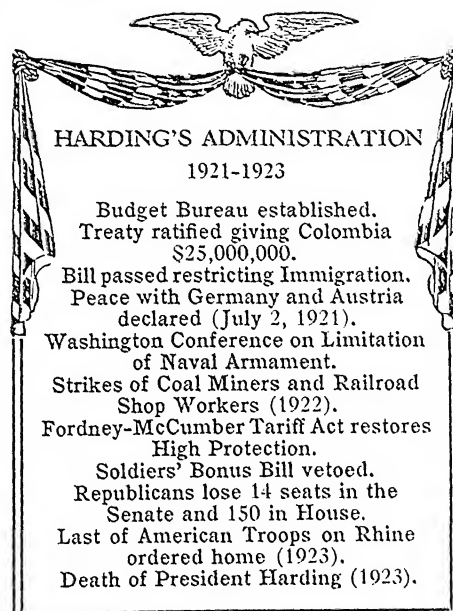 HARDING'S ADMINISTRATION
1921-1923
Budget Bureau established.
Treaty ratified giving Colombia
$25,000,000.
Bill passed restricting Immigration.
Peace with Germany and Austria
declared (July 2, 1921).
Washington Conference on Limitation
of Naval Armament.
Strikes of Coal Miners and Railroad
Shop Workers (1922).
Fordney-McCumber Tariff Act restores
High Protection.
Soldiers' Bonus Bill vetoed.
Republicans lose 14 seats in the
Senate and 150 in House.
Last of American Troops on Rhine
ordered home (1923).
Death of President Harding (1923).